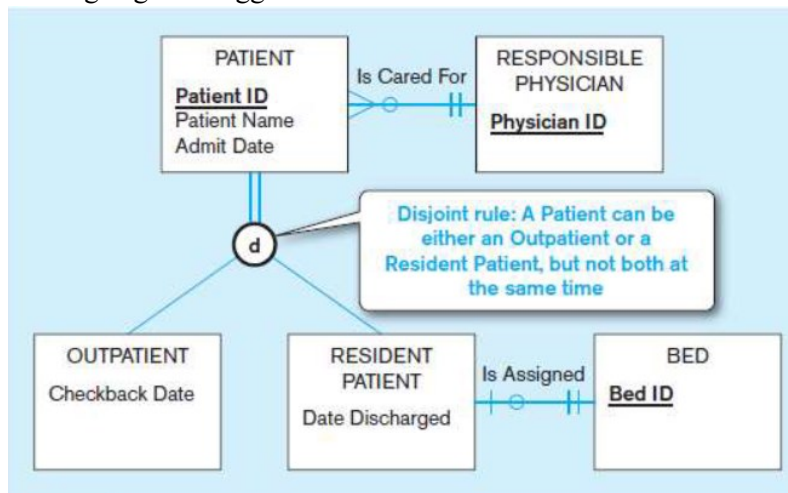 PATIENT
Patient ID
Patient Name
Admit Date
Is Cared For
RESPONSIBLE
PHYSICIAN
Physician ID
d
Disjoint rule: A Patient can be
either an Outpatient or a
Resident Patient, but not both at
the same time
OUTPATIENT
Checkback Date
RESIDENT
PATIENT
Date Discharged
Is Assigned
BED
Bed ID